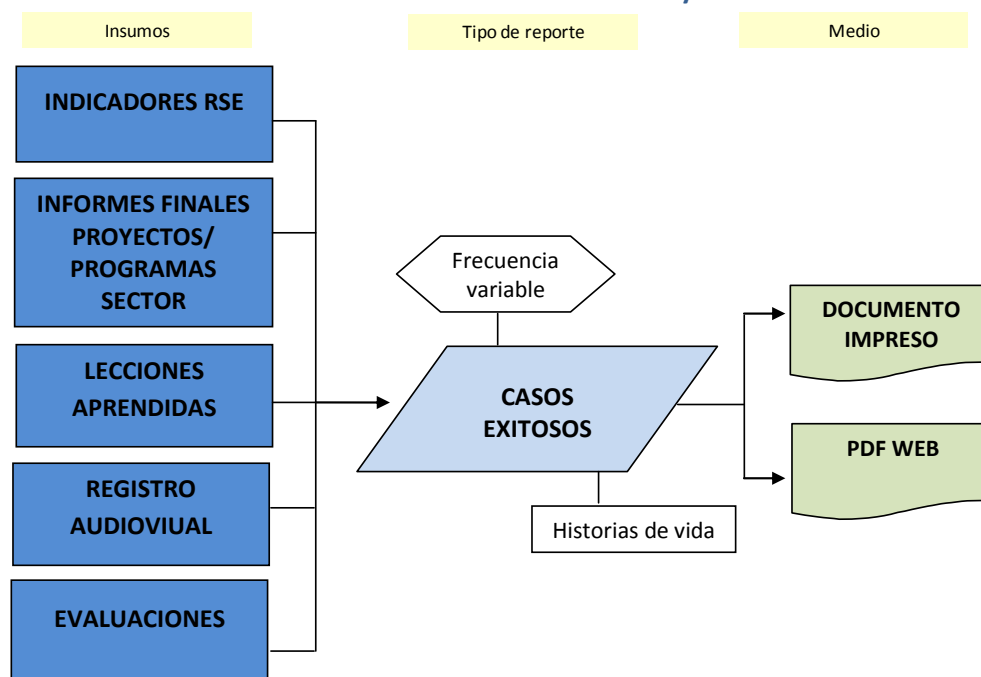 Insumos
Tipo de reporte
Medio
INDICADORES RSE
INFORMES FINALES
PROYECTOS/
PROGRAMAS
SECTOR
LECCIONES
APRENDIDAS
REGISTRO
AUDIOVIUAL
EVALUACIONES
Frecuencia
variable
CASOS
EXITOSOS
Historias de vida
DOCUMENTO
IMPRESO
PDF WEB